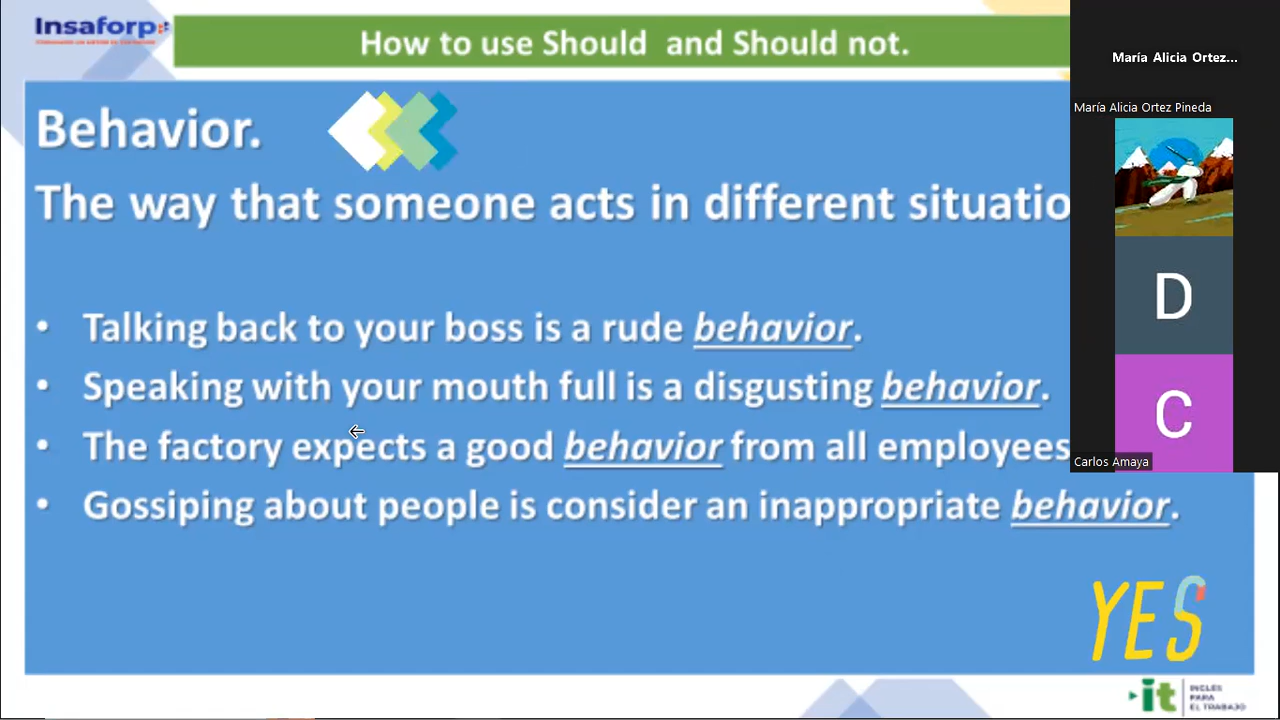 Insaforp
How to use Should and Should not.
María Alicia Ortez...
Behavior.
María Alicia Ortez Pineda
The way that someone acts in different situatio
D
Talking back to your boss is a rude behavior.
Speaking with your mouth full is a disgusting behavior.
C
The factory expects a good behavior from all employees
Carlos Amaya
Gossiping about people is consider an inappropriate behavior.
YES
it
INGLES
PARA
EL TRABAJO